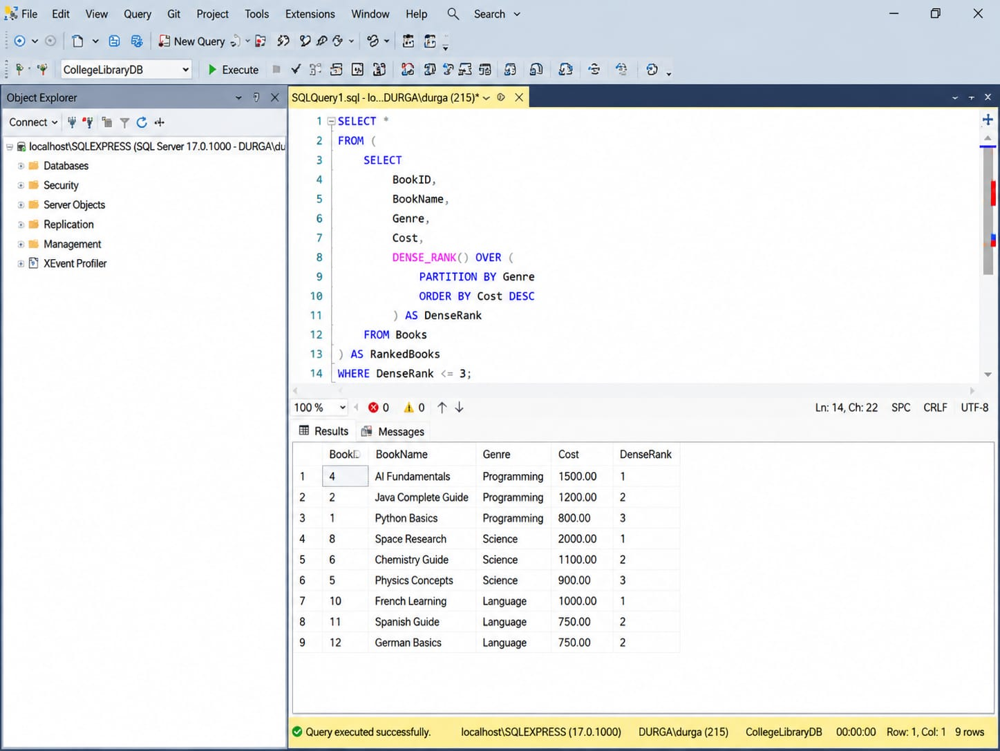 File Edit View Query Git Project Tools Extensions Window Help Search
New Query
CollegeLibraryDB Execute
Object Explorer
Connect
localhost\SQLEXPRESS (SQL Server 17.0.1000 - DURGA\du
Databases
Security
Server Objects
Replication
Management
XEvent Profiler
SQLQuery1.sql - lo...DURGA\durga (215)*
1 SELECT *
2 FROM (
3 SELECT
4 BookID,
5 BookName,
6 Genre,
7 Cost,
8 DENSE_RANK() OVER (
9 PARTITION BY Genre
10 ORDER BY Cost DESC
11 ) AS DenseRank
12 FROM Books
13 ) AS RankedBooks
14 WHERE DenseRank <= 3;
100 % 0 0 Ln: 14, Ch: 22 SPC CRLF UTF-8
Results Messages
BookID BookName Genre Cost DenseRank
1 4 AI Fundamentals Programming 1500.00 1
2 2 Java Complete Guide Programming 1200.00 2
3 1 Python Basics Programming 800.00 3
4 8 Space Research Science 2000.00 1
5 6 Chemistry Guide Science 1100.00 2
6 5 Physics Concepts Science 900.00 3
7 10 French Learning Language 1000.00 1
8 11 Spanish Guide Language 750.00 2
9 12 German Basics Language 750.00 2
Query executed successfully. localhost\SQLEXPRESS (17.0.1000) DURGA\durga (215) CollegeLibraryDB 00:00:00 Row: 1, Col: 1 9 rows